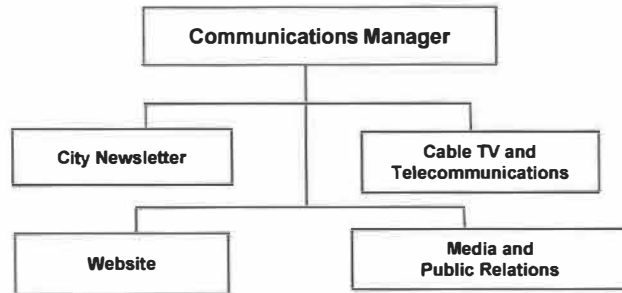 Communications Manager
City Newsletter
Cable TV and
Telecommunications
Website
Media and
Public Relations